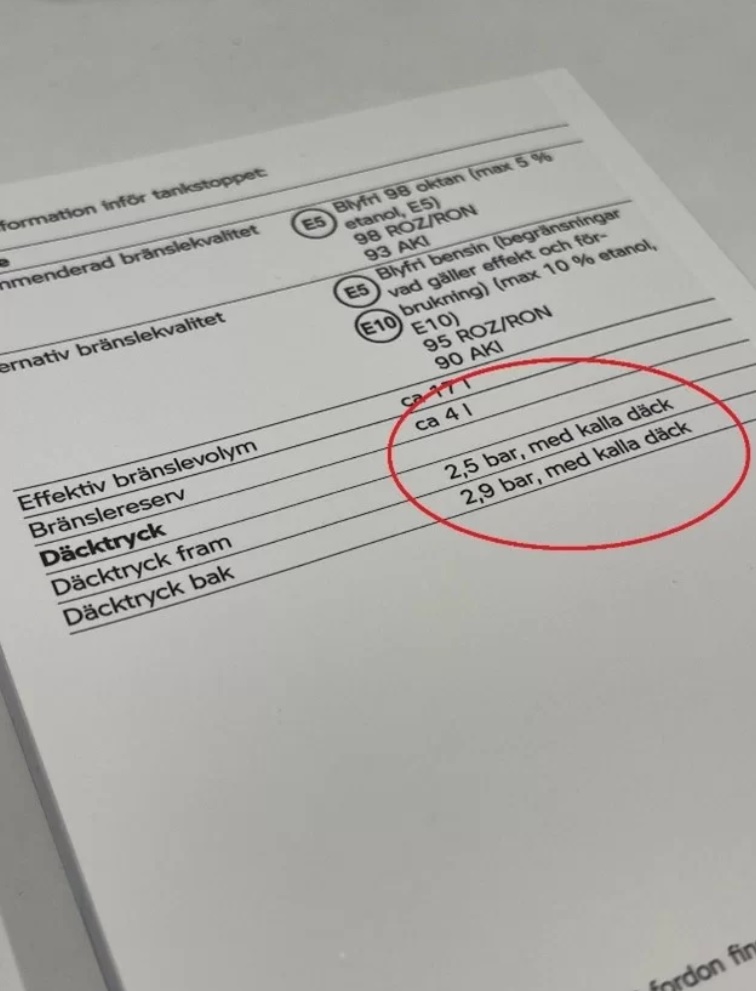 formation inför tankstoppet:
e
nmenderad bränslekvalitet
E5
Blyfri 98 oktan (max 5 %
etanol, E5)
98 ROZ/RON
93 AKI
ernativ bränslekvalitet
E5
E10
Blyfri bensin (begränsningar
vad gäller effekt och för-
brukning) (max 10 % etanol,
E10)
95 ROZ/RON
90 AKI
Effektiv bränslevolym ca 17 l
Bränslereserv ca 4 l
Däcktryck
Däcktryck fram 2,5 bar, med kalla däck
Däcktryck bak 2,9 bar, med kalla däck
fordon fin